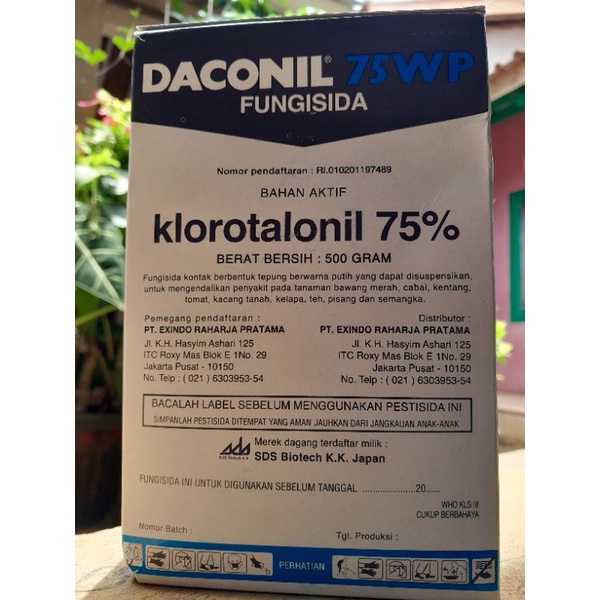 DACONIL® 75WP
FUNGISIDA
Nomor pendaftaran : RI.010201197489
BAHAN AKTIF
klorotalonil 75%
BERAT BERSIH : 500 GRAM
Fungisida kontak berbentuk tepung berwarna putih yang dapat disuspensikan,
untuk mengendalikan penyakit pada tanaman bawang merah, cabai, kentang,
tomat, kacang tanah, kelapa, teh, pisang dan semangka.
Pemegang pendaftaran :
PT. EXINDO RAHARJA PRATAMA
Jl. K.H. Hasyim Ashari 125
ITC Roxy Mas Blok E 1No. 29
Jakarta Pusat - 10150
No. Telp : ( 021 ) 6303953-54
Distributor :
PT. EXINDO RAHARJA PRATAMA
Jl. K.H. Hasyim Ashari 125
ITC Roxy Mas Blok E 1No. 29
Jakarta Pusat - 10150
No. Telp : ( 021 ) 6303953-54
BACALAH LABEL SEBELUM MENGGUNAKAN PESTISIDA INI
SIMPANLAH PESTISIDA DITEMPAT YANG AMAN JAUHKAN DARI JANGKAUAN ANAK-ANAK
sds
SDS Biotech K.K.
Merek dagang terdaftar milik :
SDS Biotech K.K. Japan
FUNGISIDA INI UNTUK DIGUNAKAN SEBELUM TANGGAL ......................20.....
WHO KLS III
CUKUP BERBAHAYA
Nomor Batch :
Tgl. Produksi :
PERHATIAN